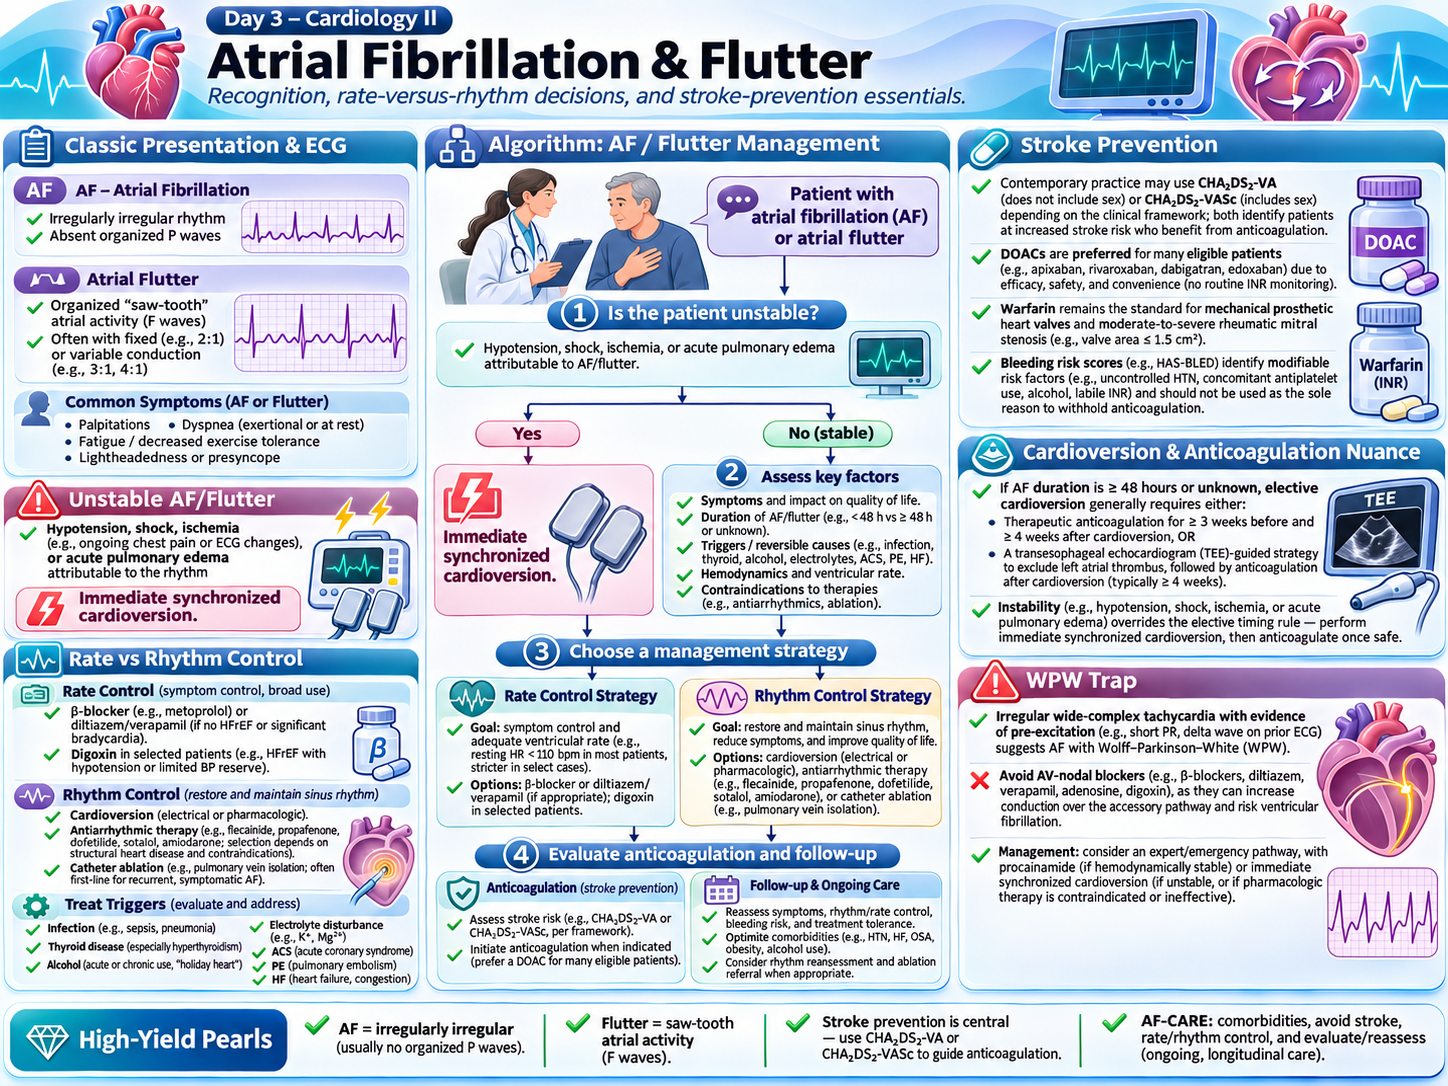 Day 3 – Cardiology II
Atrial Fibrillation & Flutter
Recognition, rate-versus-rhythm decisions, and stroke-prevention essentials.
Classic Presentation & ECG
AF
AF – Atrial Fibrillation
Irregularly irregular rhythm
Absent organized P waves
Atrial Flutter
Organized “saw-tooth”
atrial activity (F waves)
Often with fixed (e.g., 2:1)
or variable conduction
(e.g., 3:1, 4:1)
Common Symptoms (AF or Flutter)
• Palpitations • Dyspnea (exertional or at rest)
• Fatigue / decreased exercise tolerance
• Lightheadedness or presyncope
Unstable AF/Flutter
Hypotension, shock, ischemia
(e.g., ongoing chest pain or ECG changes),
or acute pulmonary edema
attributable to the rhythm
Immediate synchronized
cardioversion.
Rate vs Rhythm Control
Rate Control (symptom control, broad use)
β-blocker (e.g., metoprolol) or
diltiazem/verapamil (if no HFrEF or significant
bradycardia).
Digoxin in selected patients (e.g., HFrEF with
hypotension or limited BP reserve).
β
Rhythm Control (restore and maintain sinus rhythm)
Cardioversion (electrical or pharmacologic).
Antiarrhythmic therapy (e.g., flecainide, propafenone,
dofetilide, sotalol, amiodarone; selection depends on
structural heart disease and contraindications).
Catheter ablation (e.g., pulmonary vein isolation; often
first-line for recurrent, symptomatic AF).
Treat Triggers (evaluate and address)
Infection (e.g., sepsis, pneumonia)
Thyroid disease (especially hyperthyroidism)
Alcohol (acute or chronic use, “holiday heart”)
Electrolyte disturbance
(e.g., K⁺, Mg²⁺)
ACS (acute coronary syndrome)
PE (pulmonary embolism)
HF (heart failure, congestion)
Algorithm: AF / Flutter Management
Patient with
atrial fibrillation (AF)
or atrial flutter
1 Is the patient unstable?
Hypotension, shock, ischemia, or acute pulmonary edema
attributable to AF/flutter.
Yes
No (stable)
Immediate
synchronized
cardioversion.
2 Assess key factors
Symptoms and impact on quality of life.
Duration of AF/flutter (e.g., < 48 h vs ≥ 48 h
or unknown).
Triggers / reversible causes (e.g., infection,
thyroid, alcohol, electrolytes, ACS, PE, HF).
Hemodynamics and ventricular rate.
Contraindications to therapies
(e.g., antiarrhythmics, ablation).
3 Choose a management strategy
Rate Control Strategy
Goal: symptom control and
adequate ventricular rate (e.g.,
resting HR < 110 bpm in most patients,
stricter in select cases).
Options: β-blocker or diltiazem/
verapamil (if appropriate); digoxin
in selected patients.
Rhythm Control Strategy
Goal: restore and maintain sinus rhythm,
reduce symptoms, and improve quality of life.
Options: cardioversion (electrical or
pharmacologic), antiarrhythmic therapy
(e.g., flecainide, propafenone, dofetilide,
sotalol, amiodarone), or catheter ablation
(e.g., pulmonary vein isolation).
4 Evaluate anticoagulation and follow-up
Anticoagulation (stroke prevention)
Assess stroke risk (e.g., CHA₂DS₂-VA or
CHA₂DS₂-VASc, per framework).
Initiate anticoagulation when indicated
(prefer a DOAC for many eligible patients).
Follow-up & Ongoing Care
Reassess symptoms, rhythm/rate control,
bleeding risk, and treatment tolerance.
Optimite comorbidities (e.g., HTN, HF, OSA,
obesity, alcohol use).
Consider rhythm reansessment and ablation
referral when appropriate.
Stroke Prevention
Contemporary practice may use CHA₂DS₂-VA
(does not include sex) or CHA₂DS₂-VASc (includes sex)
depending on the clinical framework; both identify patients
at increased stroke risk who benefit from anticoagulation.
DOACs are preferred for many eligible patients
(e.g., apixaban, rivaroxaban, dabigatran, edoxaban) due to
efficacy, safety, and convenience (no routine INR monitoring).
Warfarin remains the standard for mechanical prosthetic
heart valves and moderate-to-severe rheumatic mitral
stenosis (e.g., valve area ≤ 1.5 cm²).
Bleeding risk scores (e.g., HAS-BLED) identify modifiable
risk factors (e.g., uncontrolled HTN, concomitant antiplatelet
use, alcohol, labile INR) and should not be used as the sole
reason to withhold anticoagulation.
DOAC
Warfarin
(INR)
Cardioversion & Anticoagulation Nuance
If AF duration is ≥ 48 hours or unknown, elective
cardioversion generally requires either:
• Therapeutic anticoagulation for ≥ 3 weeks before and
≥ 4 weeks after cardioversion, OR
• A transesophageal echocardiogram (TEE)-guided strategy
to exclude left atrial thrombus, followed by anticoagulation
after cardioversion (typically ≥ 4 weeks).
Instability (e.g., hypotension, shock, ischemia, or acute
pulmonary edema) overrides the elective timing rule — perform
immediate synchronized cardioversion, then anticoagulate once safe.
TEE
WPW Trap
Irregular wide-complex tachycardia with evidence
of pre-excitation (e.g., short PR, delta wave on prior ECG)
suggests AF with Wolff–Parkinson–White (WPW).
Avoid AV-nodal blockers (e.g., β-blockers, diltiazem,
verapamil, adenosine, digoxin), as they can increase
conduction over the accessory pathway and risk ventricular
fibrillation.
Management: consider an expert/emergency pathway, with
procainamide (if hemodynamically stable) or immediate
synchronized cardioversion (if unstable, or if pharmacologic
therapy is contraindicated or ineffective).
High-Yield Pearls
AF = irregularly irregular
(usually no organized P waves).
Flutter = saw-tooth
atrial activity
(F waves).
Stroke prevention is central
— use CHA₂DS₂-VA or
CHA₂DS₂-VASc to guide anticoagulation.
AF-CARE: comorbidities, avoid stroke,
rate/rhythm control, and evaluate/reassess
(ongoing, longitudinal care).